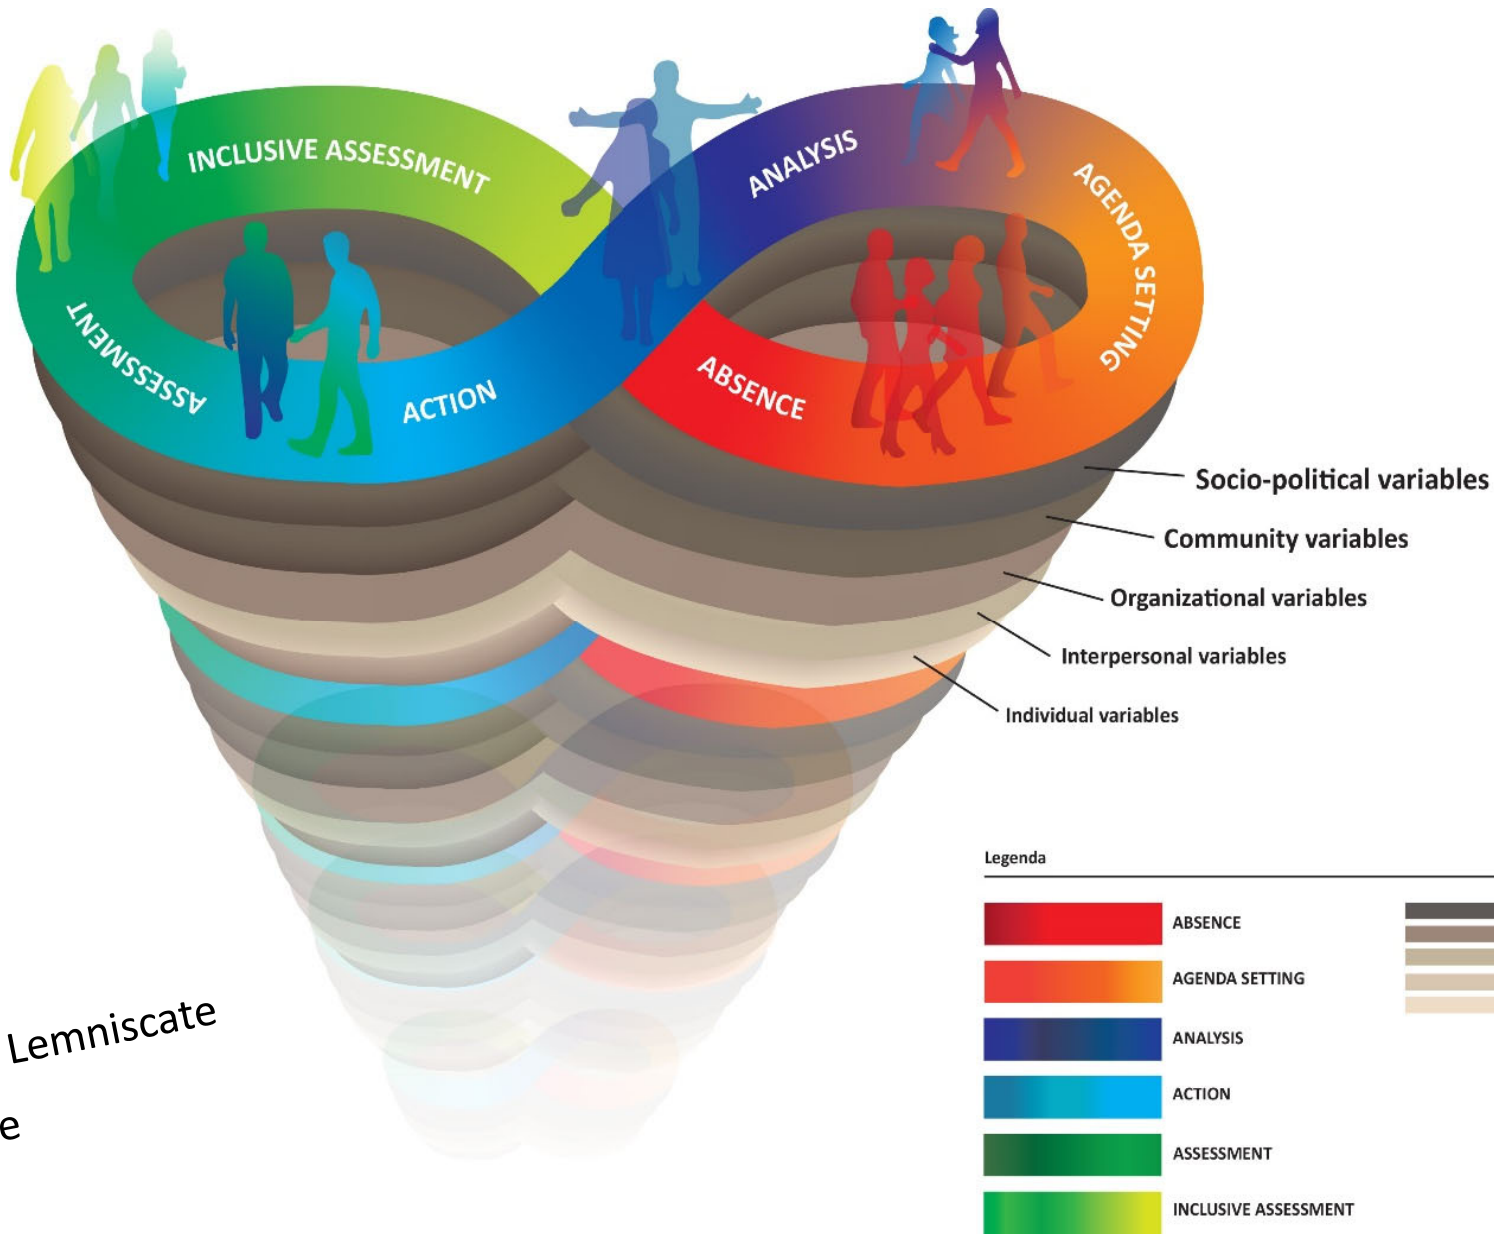 INCLUSIVE ASSESSMENT
ANALYSIS
AGENDA SETTING
ASSESSMENT
ACTION
ABSENCE
Socio-political variables
Community variables
Organizational variables
Interpersonal variables
Individual variables
Legenda
ABSENCE
AGENDA SETTING
ANALYSIS
ACTION
ASSESSMENT
INCLUSIVE ASSESSMENT
Lemniscate
e